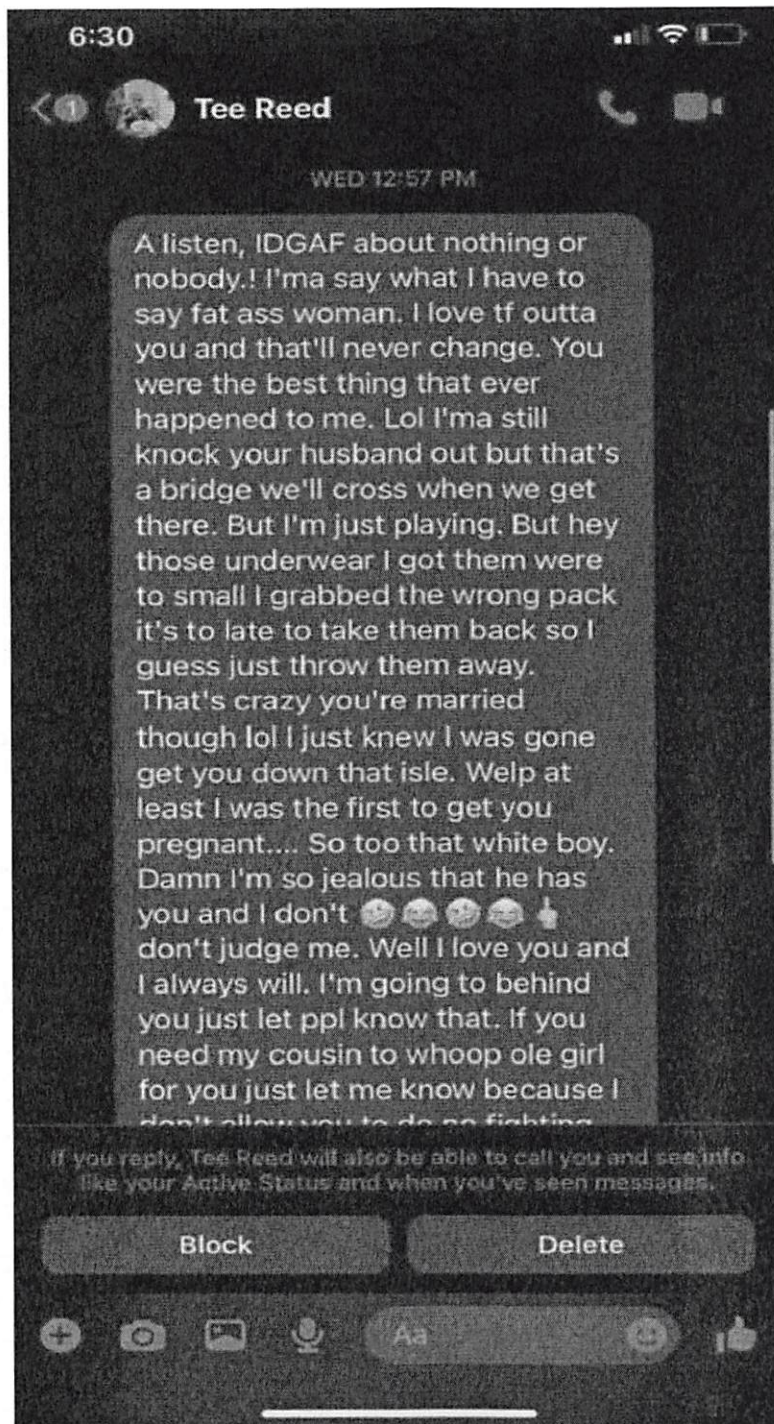 6:30
1
Tee Reed
WED 12:57 PM
A listen, IDGAF about nothing or
nobody.! I'ma say what I have to
say fat ass woman. I love tf outta
you and that'll never change. You
were the best thing that ever
happened to me. Lol I'ma still
knock your husband out but that's
a bridge we'll cross when we get
there. But I'm just playing. But hey
those underwear I got them were
to small I grabbed the wrong pack
it's to late to take them back so I
guess just throw them away.
That's crazy you're married
though lol I just knew I was gone
get you down that isle. Welp at
least I was the first to get you
pregnant.... So too that white boy.
Damn I'm so jealous that he has
you and I don't 🤪😂🤪😂🖕
don't judge me. Well I love you and
I always will. I'm going to behind
you just let ppl know that. If you
need my cousin to whoop ole girl
for you just let me know because I
don't allow you to do no fighting
If you reply, Tee Reed will also be able to call you and see info
like your Active Status and when you've seen messages.
Block
Delete
Aa